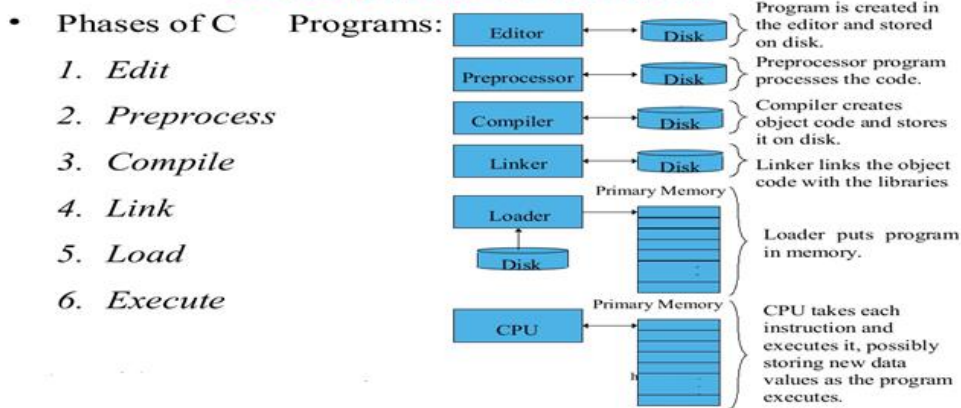 • Phases of C Programs:
1. Edit
2. Preprocess
3. Compile
4. Link
5. Load
6. Execute
Editor
Disk
Program is created in
the editor and stored
on disk.
Preprocessor
Disk
Preprocessor program
processes the code.
Compiler
Disk
Compiler creates
object code and stores
it on disk.
Linker
Disk
Linker links the object
code with the libraries
Primary Memory
Loader
Disk
Loader puts program
in memory.
Primary Memory
CPU
CPU takes each
instruction and
executes it, possibly
storing new data
values as the program
executes.